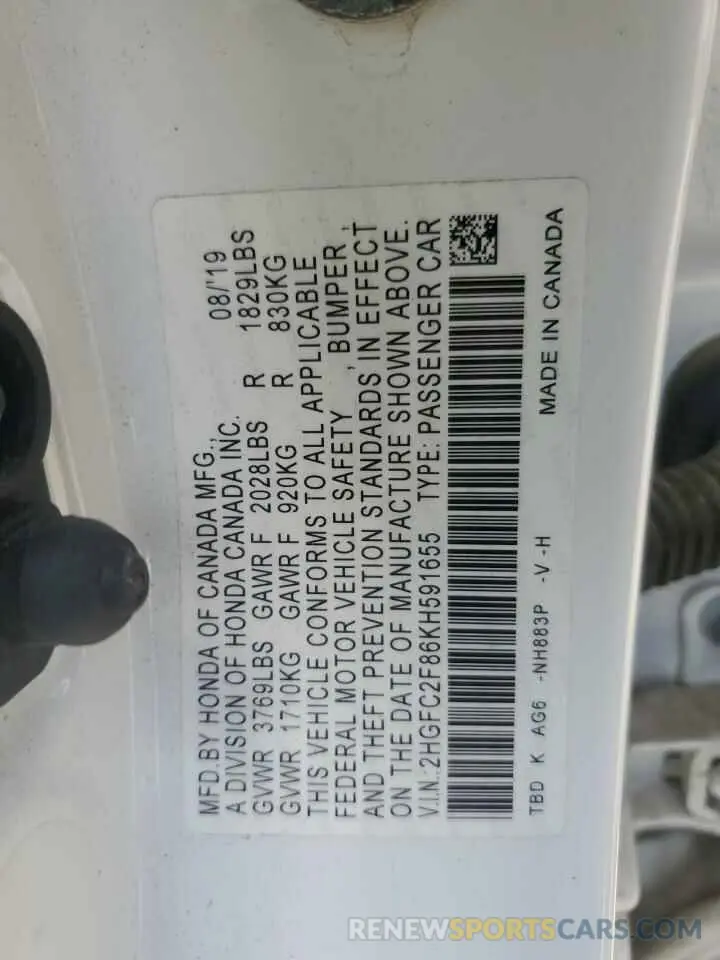 MFD.BY HONDA OF CANADA MFG., 08/'19
A DIVISION OF HONDA CANADA INC.
GVWR 3769LBS GAWR F 2028LBS R 1829LBS
GVWR 1710KG GAWR F 920KG R 830KG
THIS VEHICLE CONFORMS TO ALL APPLICABLE
FEDERAL MOTOR VEHICLE SAFETY , BUMPER ,
AND THEFT PREVENTION STANDARDS IN EFFECT
ON THE DATE OF MANUFACTURE SHOWN ABOVE.
V.I.N.:2HGFC2F86KH591655 TYPE: PASSENGER CAR
TBD K AG6 -NH883P -V -H MADE IN CANADA
RENEWSPORTSCARS.COM